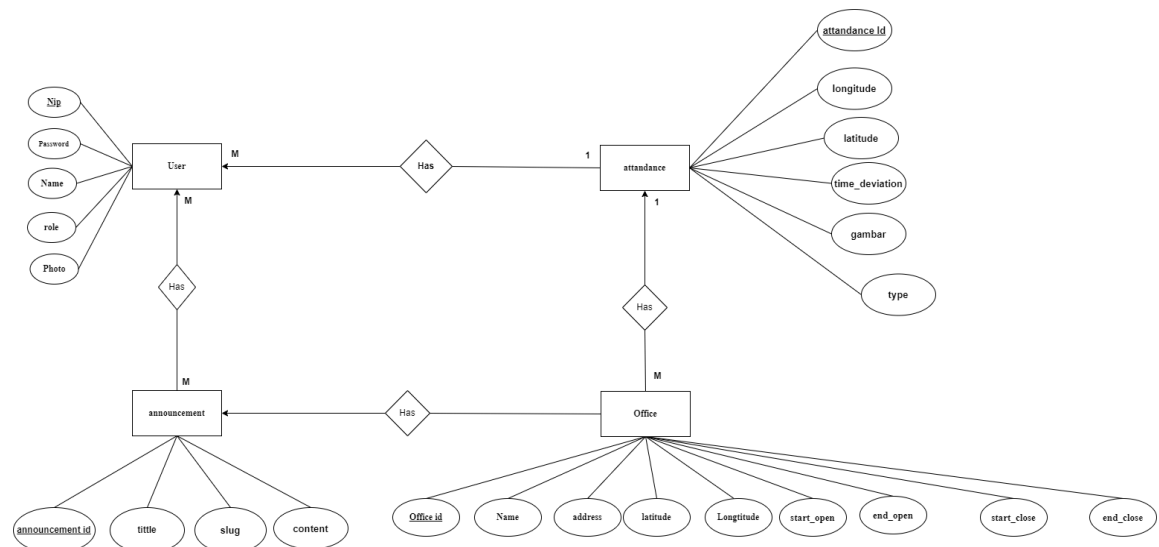 attandance Id
Nip
longitude
Password
latitude
M
Has
1
User
attandance
Name
time_deviation
M
1
role
gambar
Photo
Has
Has
type
M
M
announcement
Has
Office
announcement id
tittle
slug
content
Office id
Name
address
latitude
Longtitude
start_open
end_open
start_close
end_close